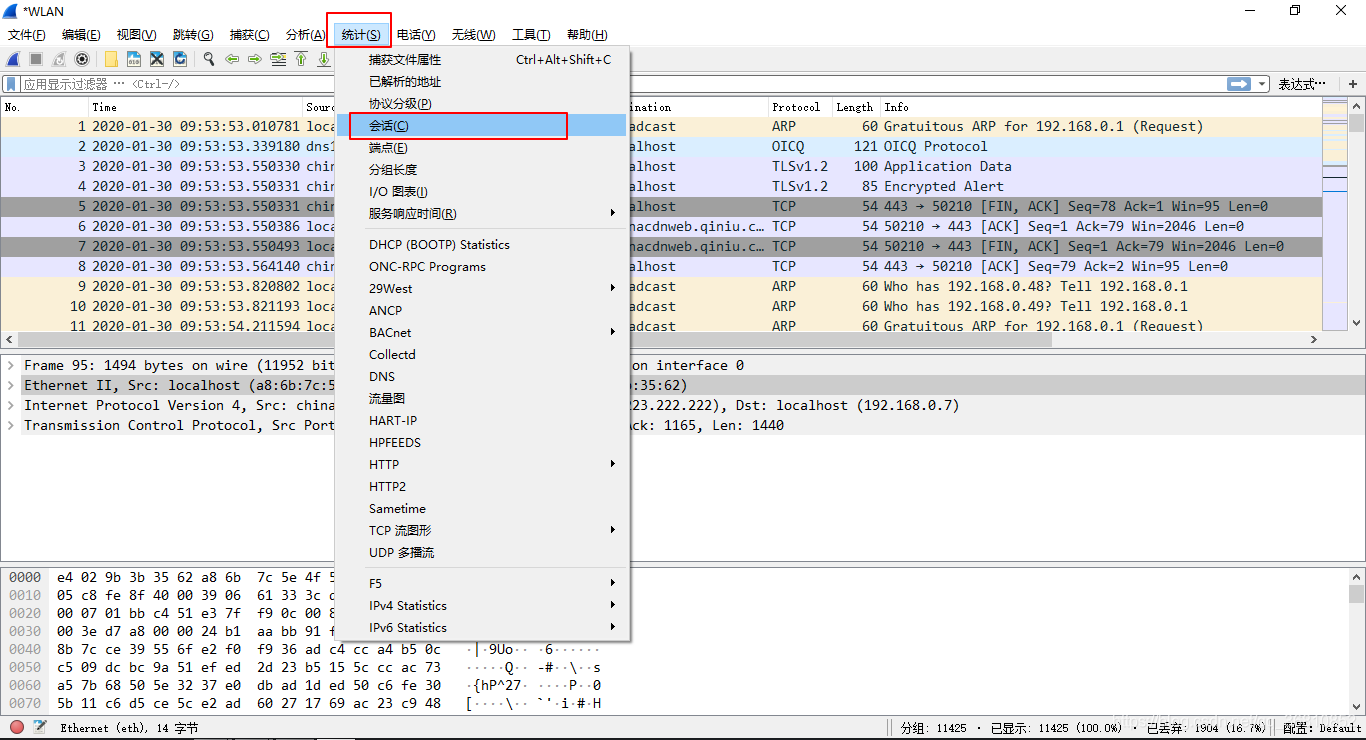 *WLAN
文件(F) 编辑(E) 视图(V) 跳转(G) 捕获(C) 分析(A) 统计(S) 电话(Y) 无线(W) 工具(T) 帮助(H)
应用显示过滤器 … <Ctrl-/> 表达式…
No. Time Sourc ination Protocol Length Info
1 2020-01-30 09:53:53.010781 loca adcast ARP 60 Gratuitous ARP for 192.168.0.1 (Request)
2 2020-01-30 09:53:53.339180 dns1 alhost OICQ 121 OICQ Protocol
3 2020-01-30 09:53:53.550330 chin alhost TLSv1.2 100 Application Data
4 2020-01-30 09:53:53.550331 chin alhost TLSv1.2 85 Encrypted Alert
5 2020-01-30 09:53:53.550331 chin alhost TCP 54 443 → 50210 [FIN, ACK] Seq=78 Ack=1 Win=95 Len=0
6 2020-01-30 09:53:53.550386 loca nacdnweb.qiniu.c… TCP 54 50210 → 443 [ACK] Seq=1 Ack=79 Win=2046 Len=0
7 2020-01-30 09:53:53.550493 loca nacdnweb.qiniu.c… TCP 54 50210 → 443 [FIN, ACK] Seq=1 Ack=79 Win=2046 Len=0
8 2020-01-30 09:53:53.564140 chin alhost TCP 54 443 → 50210 [ACK] Seq=79 Ack=2 Win=95 Len=0
9 2020-01-30 09:53:53.820802 loca adcast ARP 60 Who has 192.168.0.48? Tell 192.168.0.1
10 2020-01-30 09:53:53.821193 loca adcast ARP 60 Who has 192.168.0.49? Tell 192.168.0.1
11 2020-01-30 09:53:54.211594 loca adcast ARP 60 Gratuitous ARP for 192.168.0.1 (Request)
捕获文件属性 Ctrl+Alt+Shift+C
已解析的地址
协议分级(P)
会话(C)
端点(E)
分组长度
I/O 图表(I)
服务响应时间(R)
DHCP (BOOTP) Statistics
ONC-RPC Programs
29West
ANCP
BACnet
Collectd
DNS
流量图
HART-IP
HPFEEDS
HTTP
HTTP2
Sametime
TCP 流图形
UDP 多播流
F5
IPv4 Statistics
IPv6 Statistics
Frame 95: 1494 bytes on wire (11952 bit on interface 0
Ethernet II, Src: localhost (a8:6b:7c:5 :35:62)
Internet Protocol Version 4, Src: china 223.222.222), Dst: localhost (192.168.0.7)
Transmission Control Protocol, Src Port Ack: 1165, Len: 1440
0000 e4 02 9b 3b 35 62 a8 6b 7c 5e 4f 5
0010 05 c8 fe 8f 40 00 39 06 61 33 3c
0020 00 07 01 bb c4 51 e3 7f f9 0c 00 8
0030 00 3e d7 a8 00 00 24 b1 aa bb 91 f
0040 8b 7c ce 39 55 6f e2 f0 f9 36 ad c4 cc a4 b5 0c ·|·9Uo·· ·6······
0050 c5 09 dc bc 9a 51 ef ed 2d 23 b5 15 5c cc ac 73 ·····Q·· -#··\··s
0060 a5 7b 68 50 5e 32 37 e0 db ad 1d ed 50 c6 fe 30 ·{hP^27· ····P··0
0070 5b 11 c6 d5 ce 5c e2 ad 60 27 17 69 ac 23 c9 48 [····\·· `'·i·#·H
Ethernet (eth), 14 字节 分组: 11425 · 已显示: 11425 (100.0%) · 已丢弃: 1904 (16.7%) 配置: Default